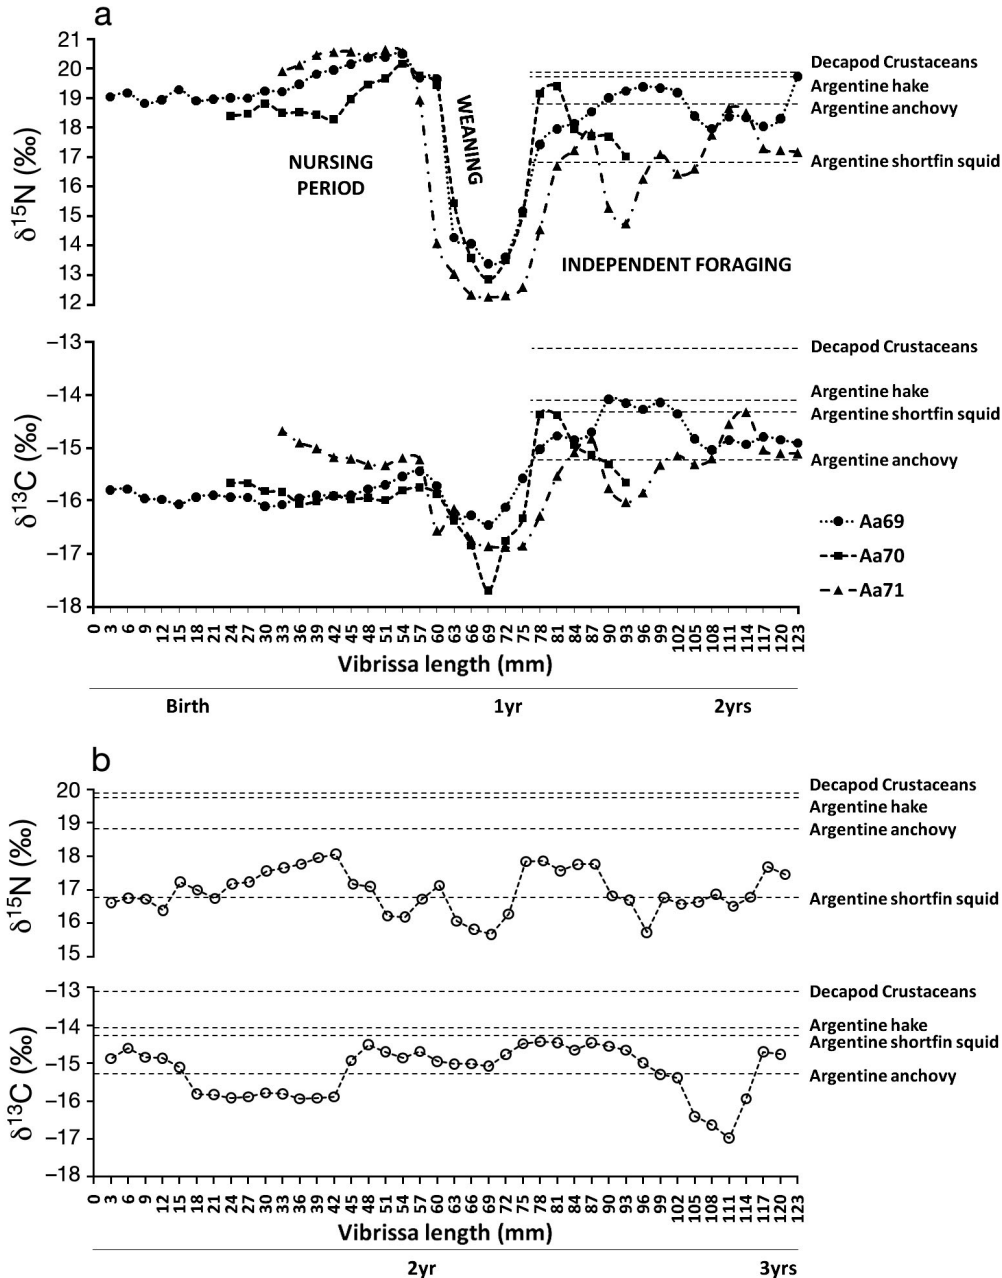 a
21
20
19
18
17
16
15
14
13
12
δ15N (‰)
NURSING
PERIOD
WEANING
INDEPENDENT FORAGING
Decapod Crustaceans
Argentine hake
Argentine anchovy
Argentine shortfin squid
−13
−14
−15
−16
−17
−18
δ13C (‰)
Decapod Crustaceans
Argentine hake
Argentine shortfin squid
Argentine anchovy
Aa69
Aa70
Aa71
0 3 6 9 12 15 18 21 24 27 30 33 36 39 42 45 48 51 54 57 60 63 66 69 72 75 78 81 84 87 90 93 96 99 102 105 108 111 114 117 120 123
Vibrissa length (mm)
Birth 1yr 2yrs
b
20
19
18
17
16
15
δ15N (‰)
Decapod Crustaceans
Argentine hake
Argentine anchovy
Argentine shortfin squid
−13
−14
−15
−16
−17
−18
δ13C (‰)
Decapod Crustaceans
Argentine hake
Argentine shortfin squid
Argentine anchovy
0 3 6 9 12 15 18 21 24 27 30 33 36 39 42 45 48 51 54 57 60 63 66 69 72 75 78 81 84 87 90 93 96 99 102 105 108 111 114 117 120 123
Vibrissa length (mm)
2yr 3yrs